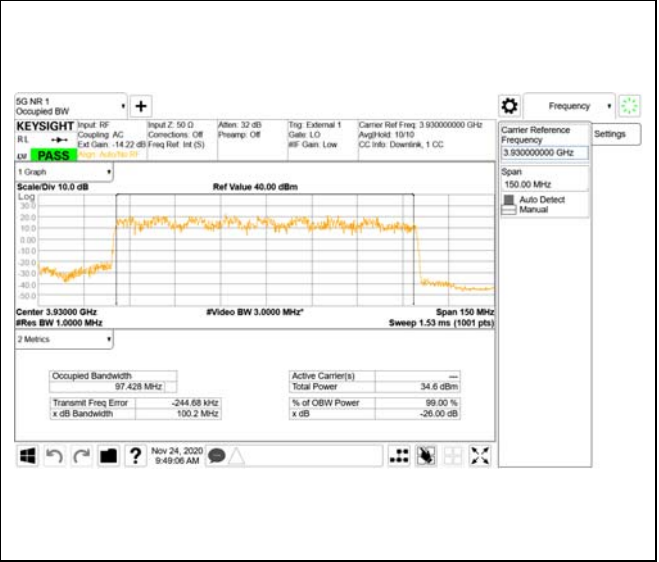 5G NR 1
Occupied BW
+
Frequency
KEYSIGHT Input: RF Input Z: 50 Ω Atten: 32 dB Trig: External 1 Carrier Ref Freq: 3.930000000 GHz
R L Coupling: AC Corrections: Off Preamp: Off Gate: LO Avg|Hold: 10/10
Ext Gain: -14.22 dB Freq Ref: Int (S) #IF Gain: Low CC Info: Downlink, 1 CC
PASS Align: Auto/No RF
Carrier Reference
Frequency
3.930000000 GHz
Settings
Span
150.00 MHz
Auto Detect
Manual
1 Graph
Scale/Div 10.0 dB Ref Value 40.00 dBm
Log
30.0
20.0
10.0
0.00
-10.0
-20.0
-30.0
-40.0
-50.0
Center 3.93000 GHz #Video BW 3.0000 MHz* Span 150 MHz
#Res BW 1.0000 MHz Sweep 1.53 ms (1001 pts)
2 Metrics
Occupied Bandwidth
97.428 MHz
Transmit Freq Error -244.68 kHz
x dB Bandwidth 100.2 MHz
Active Carrier(s) —
Total Power 34.6 dBm
% of OBW Power 99.00 %
x dB -26.00 dB
? Nov 24, 2020
9:49:06 AM